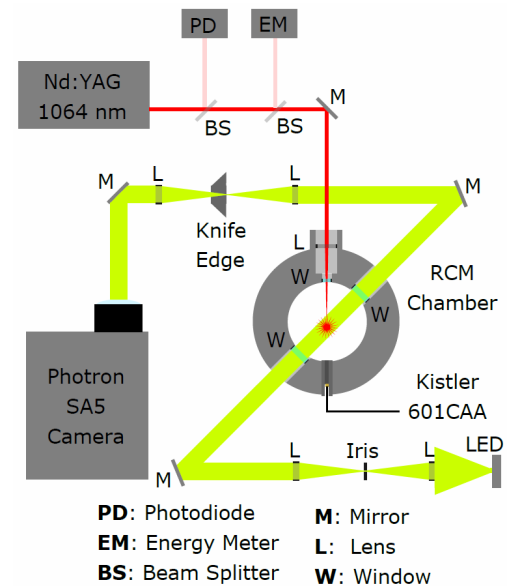 PD
EM
Nd:YAG
1064 nm
M
BS
BS
M
L
L
M
Knife
Edge
L
W
RCM
Chamber
W
W
Photron
SA5
Camera
Kistler
601CAA
M
L
Iris
L
LED
PD: Photodiode
EM: Energy Meter
BS: Beam Splitter
M: Mirror
L: Lens
W: Window